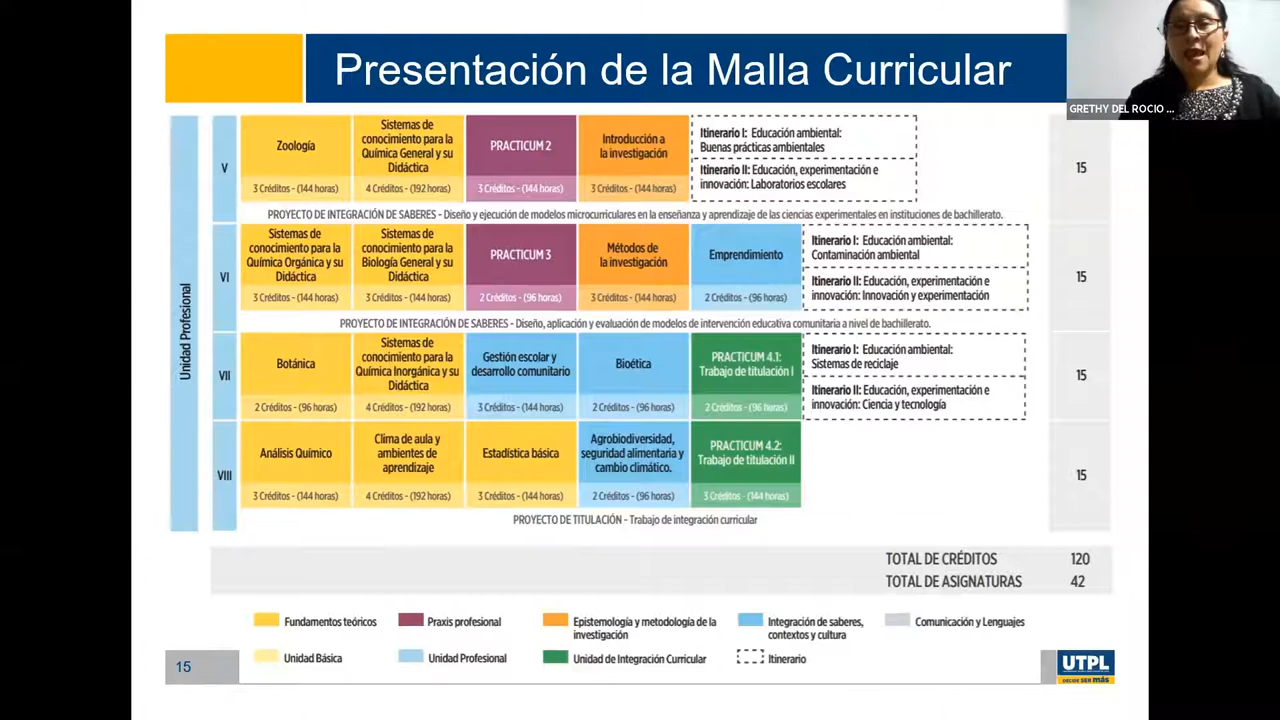 Presentación de la Malla Curricular
GRETHY DEL ROCIO ...
Unidad Profesional
V
Zoología
3 Créditos - (144 horas)
Sistemas de
conocimiento para la
Química General y su
Didáctica
4 Créditos - (192 horas)
PRACTICUM 2
3 Créditos - (144 horas)
Introducción a
la investigación
3 Créditos - (144 horas)
Itinerario I: Educación ambiental:
Buenas prácticas ambientales
Itinerario II: Educación, experimentación e
innovación: Laboratorios escolares
15
PROYECTO DE INTEGRACIÓN DE SABERES - Diseño y ejecución de modelos microcurriculares en la enseñanza y aprendizaje de las ciencias experimentales en instituciones de bachillerato.
VI
Sistemas de
conocimiento para la
Química Orgánica y su
Didáctica
3 Créditos - (144 horas)
Sistemas de
conocimiento para la
Biología General y su
Didáctica
3 Créditos - (144 horas)
PRACTICUM 3
2 Créditos - (96 horas)
Métodos de
la investigación
3 Créditos - (144 horas)
Emprendimiento
2 Créditos - (96 horas)
Itinerario I: Educación ambiental:
Contaminación ambiental
Itinerario II: Educación, experimentación e
innovación: Innovación y experimentación
15
PROYECTO DE INTEGRACIÓN DE SABERES - Diseño, aplicación y evaluación de modelos de intervención educativa comunitaria a nivel de bachillerato.
VII
Botánica
2 Créditos - (96 horas)
Sistemas de
conocimiento para la
Química Inorgánica y su
Didáctica
4 Créditos - (192 horas)
Gestión escolar y
desarrollo comunitario
3 Créditos - (144 horas)
Bioética
2 Créditos - (96 horas)
PRACTICUM 4.1:
Trabajo de titulación I
2 Créditos - (96 horas)
Itinerario I: Educación ambiental:
Sistemas de reciclaje
Itinerario II: Educación, experimentación e
innovación: Ciencia y tecnología
15
VIII
Análisis Químico
3 Créditos - (144 horas)
Clima de aula y
ambientes de
aprendizaje
4 Créditos - (192 horas)
Estadística básica
3 Créditos - (144 horas)
Agrobiodiversidad,
seguridad alimentaria y
cambio climático.
2 Créditos - (96 horas)
PRACTICUM 4.2:
Trabajo de titulación II
3 Créditos - (144 horas)
15
PROYECTO DE TITULACIÓN - Trabajo de integración curricular
TOTAL DE CRÉDITOS 120
TOTAL DE ASIGNATURAS 42
Fundamentos teóricos
Praxis profesional
Epistemología y metodología de la
investigación
Integración de saberes,
contextos y cultura
Comunicación y Lenguajes
Unidad Básica
Unidad Profesional
Unidad de Integración Curricular
Itinerario
15
UTPL
DECIDE SER más